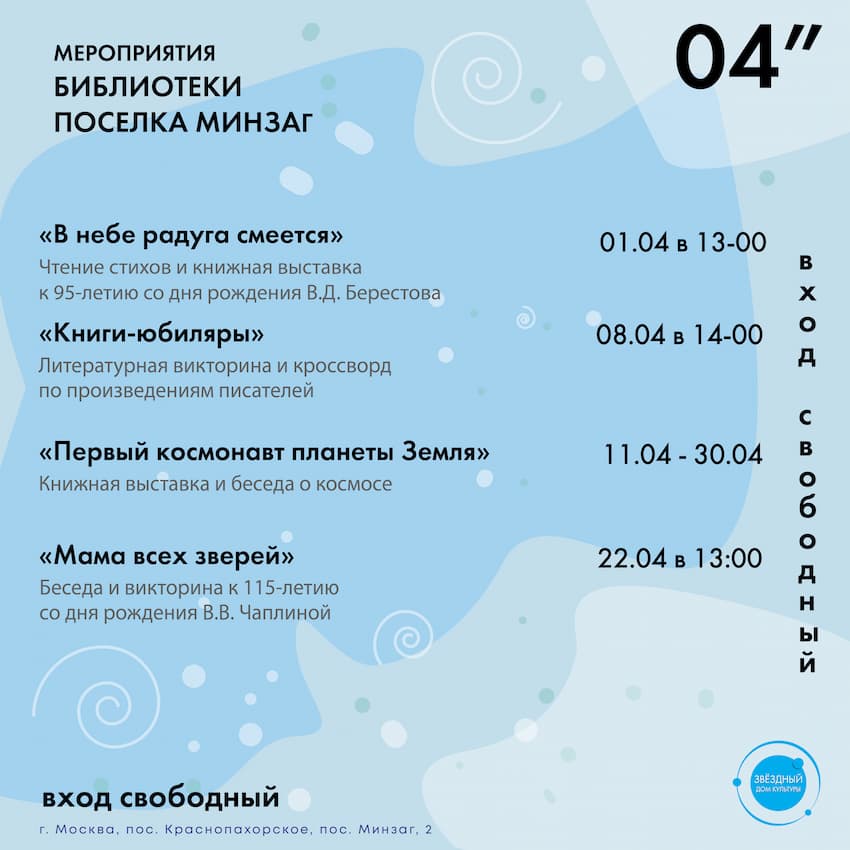 МЕРОПРИЯТИЯ
БИБЛИОТЕКИ
ПОСЕЛКА МИНЗАГ
04”
«В небе радуга смеется»
01.04 в 13-00
Чтение стихов и книжная выставка
к 95-летию со дня рождения В.Д. Берестова
«Книги-юбиляры»
08.04 в 14-00
Литературная викторина и кроссворд
по произведениям писателей
«Первый космонавт планеты Земля»
11.04 - 30.04
Книжная выставка и беседа о космосе
«Мама всех зверей»
22.04 в 13:00
Беседа и викторина к 115-летию
со дня рождения В.В. Чаплиной
вход свободный
вход свободный
г. Москва, пос. Краснопахорское, пос. Минзаг, 2
ЗВЁЗДНЫЙ
ДОМ КУЛЬТУРЫ